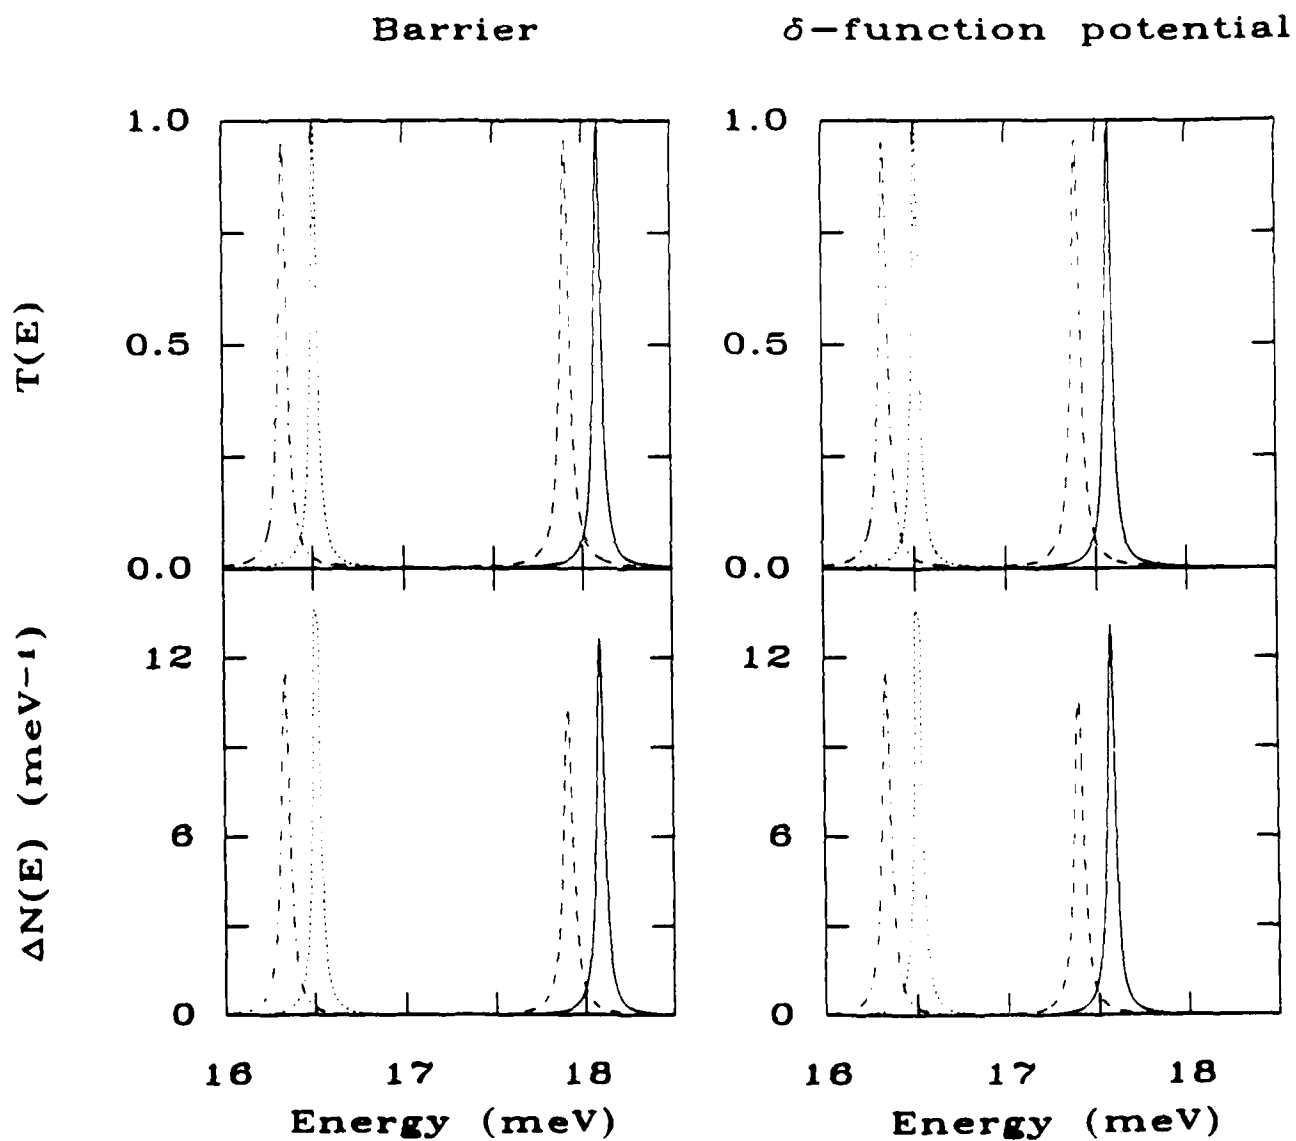 Barrier
δ-function potential
1.0
0.5
0.0
T(E)
1.0
0.5
0.0
12
6
0
ΔN(E) (meV⁻¹)
12
6
0
16 17 18
Energy (meV)
16 17 18
Energy (meV)